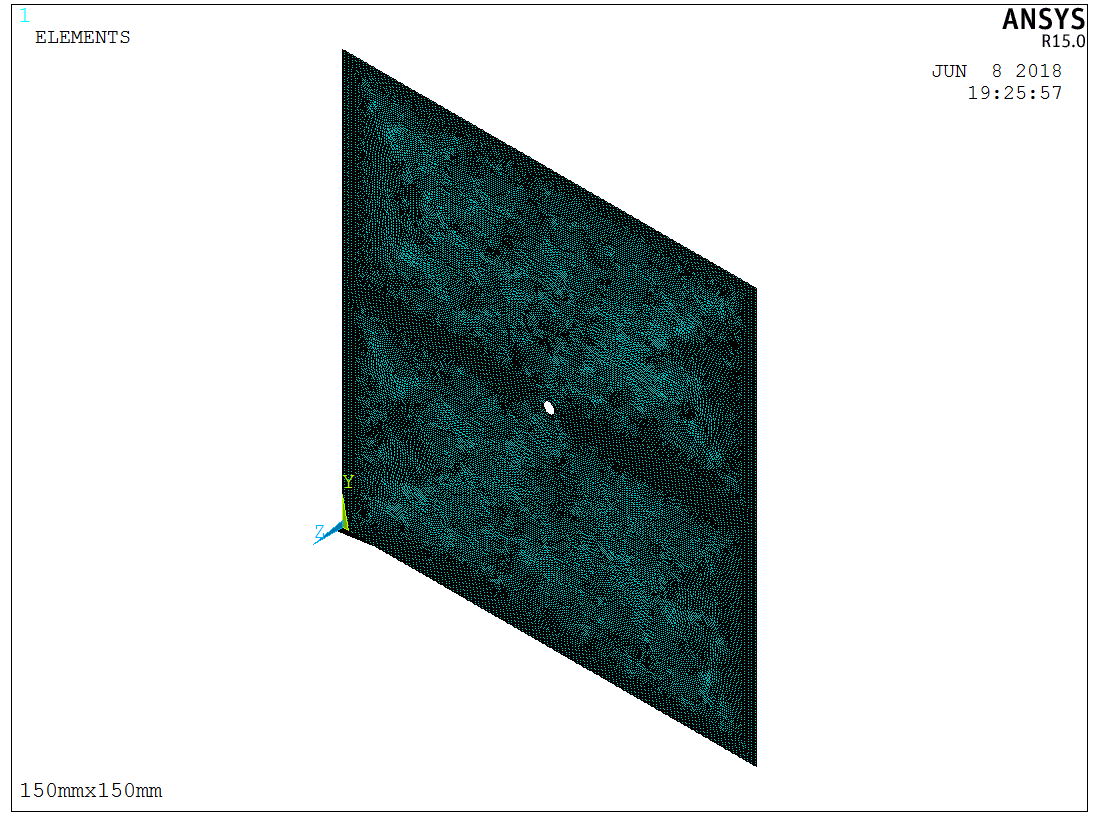 1
ELEMENTS
ANSYS
R15.0
JUN  8 2018
19:25:57
Y
Z
150mmx150mm